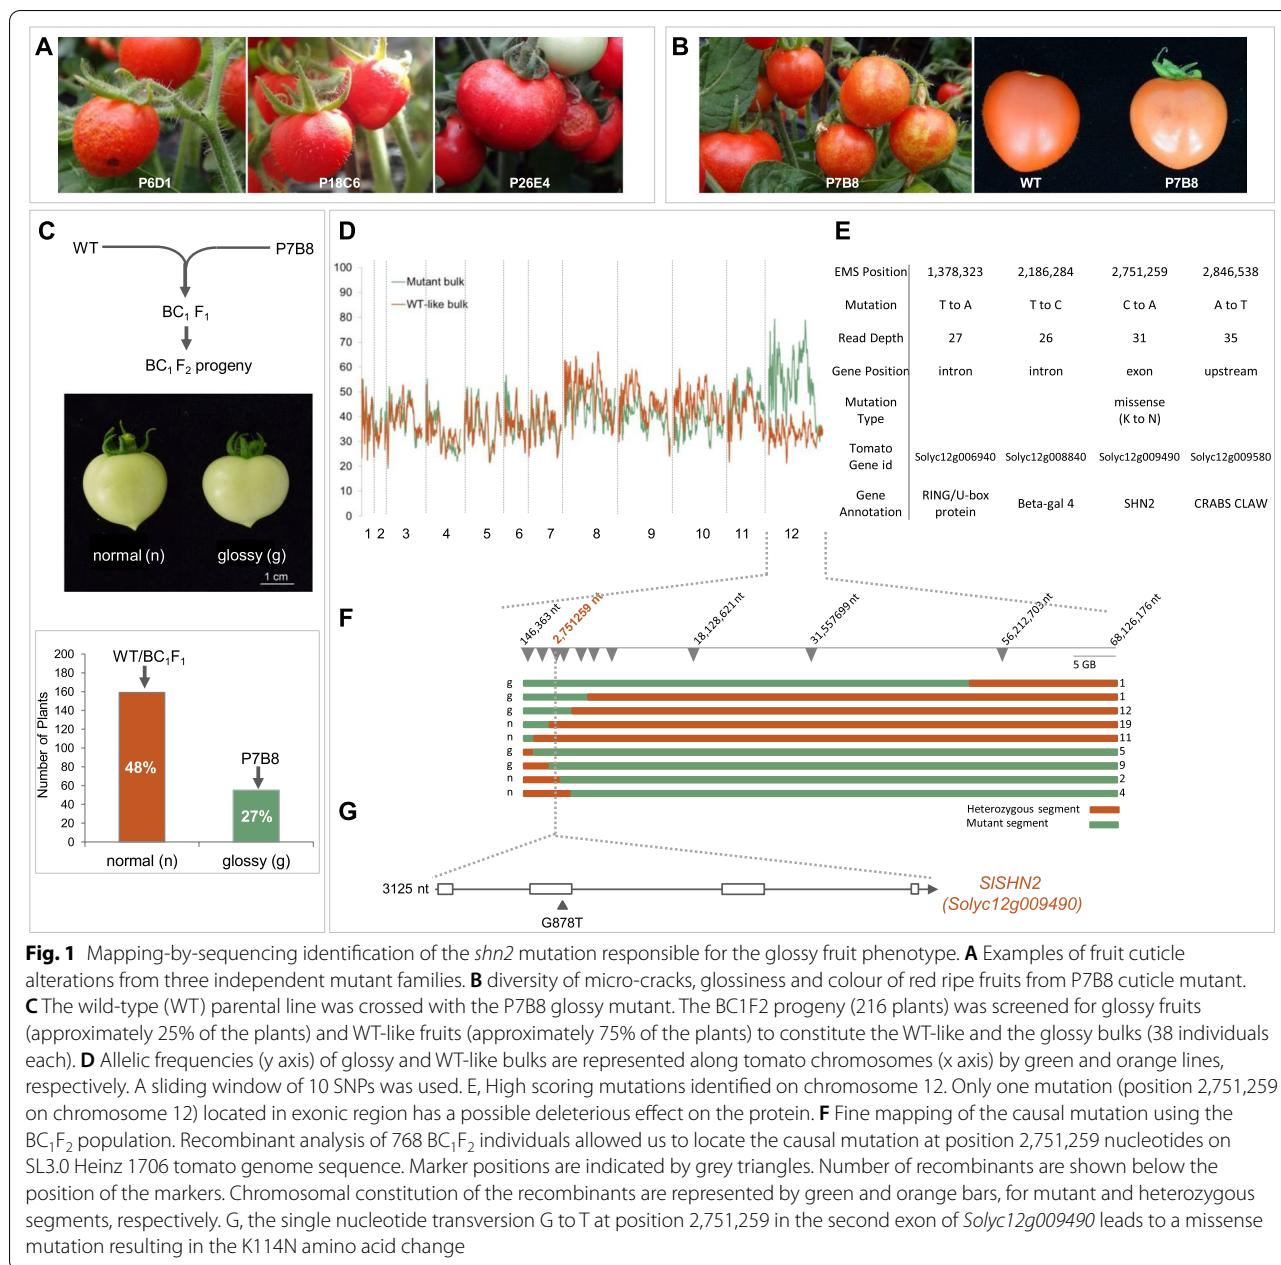 A
P6D1
P18C6
P26E4
B
P7B8
WT
P7B8
C
WT
P7B8
BC1 F1
BC1 F2 progeny
normal (n)
glossy (g)
1 cm
200
180
160
140
120
100
80
60
40
20
0
Number of Plants
WT/BC1F1
48%
P7B8
27%
normal (n)
glossy (g)
D
100
90
80
70
60
50
40
30
20
10
0
Mutant bulk
WT-like bulk
1 2 3 4 5 6 7 8 9 10 11 12
E
EMS Position 1,378,323 2,186,284 2,751,259 2,846,538
Mutation T to A T to C C to A A to T
Read Depth 27 26 31 35
Gene Position intron intron exon upstream
Mutation Type missense (K to N)
Tomato Gene id Solyc12g006940 Solyc12g008840 Solyc12g009490 Solyc12g009580
Gene Annotation RING/U-box protein Beta-gal 4 SHN2 CRABS CLAW
F
146,363 nt
2,751259 nt
18,128,621 nt
31,557699 nt
56,212,703 nt
68,126,176 nt
5 GB
g 1
g 1
g 12
n 19
n 11
g 5
g 9
n 2
n 4
Heterozygous segment
Mutant segment
G
3125 nt
G878T
SlSHN2
(Solyc12g009490)
Fig. 1 Mapping-by-sequencing identification of the shn2 mutation responsible for the glossy fruit phenotype. A Examples of fruit cuticle
alterations from three independent mutant families. B diversity of micro-cracks, glossiness and colour of red ripe fruits from P7B8 cuticle mutant.
C The wild-type (WT) parental line was crossed with the P7B8 glossy mutant. The BC1F2 progeny (216 plants) was screened for glossy fruits
(approximately 25% of the plants) and WT-like fruits (approximately 75% of the plants) to constitute the WT-like and the glossy bulks (38 individuals
each). D Allelic frequencies (y axis) of glossy and WT-like bulks are represented along tomato chromosomes (x axis) by green and orange lines,
respectively. A sliding window of 10 SNPs was used. E, High scoring mutations identified on chromosome 12. Only one mutation (position 2,751,259
on chromosome 12) located in exonic region has a possible deleterious effect on the protein. F Fine mapping of the causal mutation using the
BC1F2 population. Recombinant analysis of 768 BC1F2 individuals allowed us to locate the causal mutation at position 2,751,259 nucleotides on
SL3.0 Heinz 1706 tomato genome sequence. Marker positions are indicated by grey triangles. Number of recombinants are shown below the
position of the markers. Chromosomal constitution of the recombinants are represented by green and orange bars, for mutant and heterozygous
segments, respectively. G, the single nucleotide transversion G to T at position 2,751,259 in the second exon of Solyc12g009490 leads to a missense
mutation resulting in the K114N amino acid change